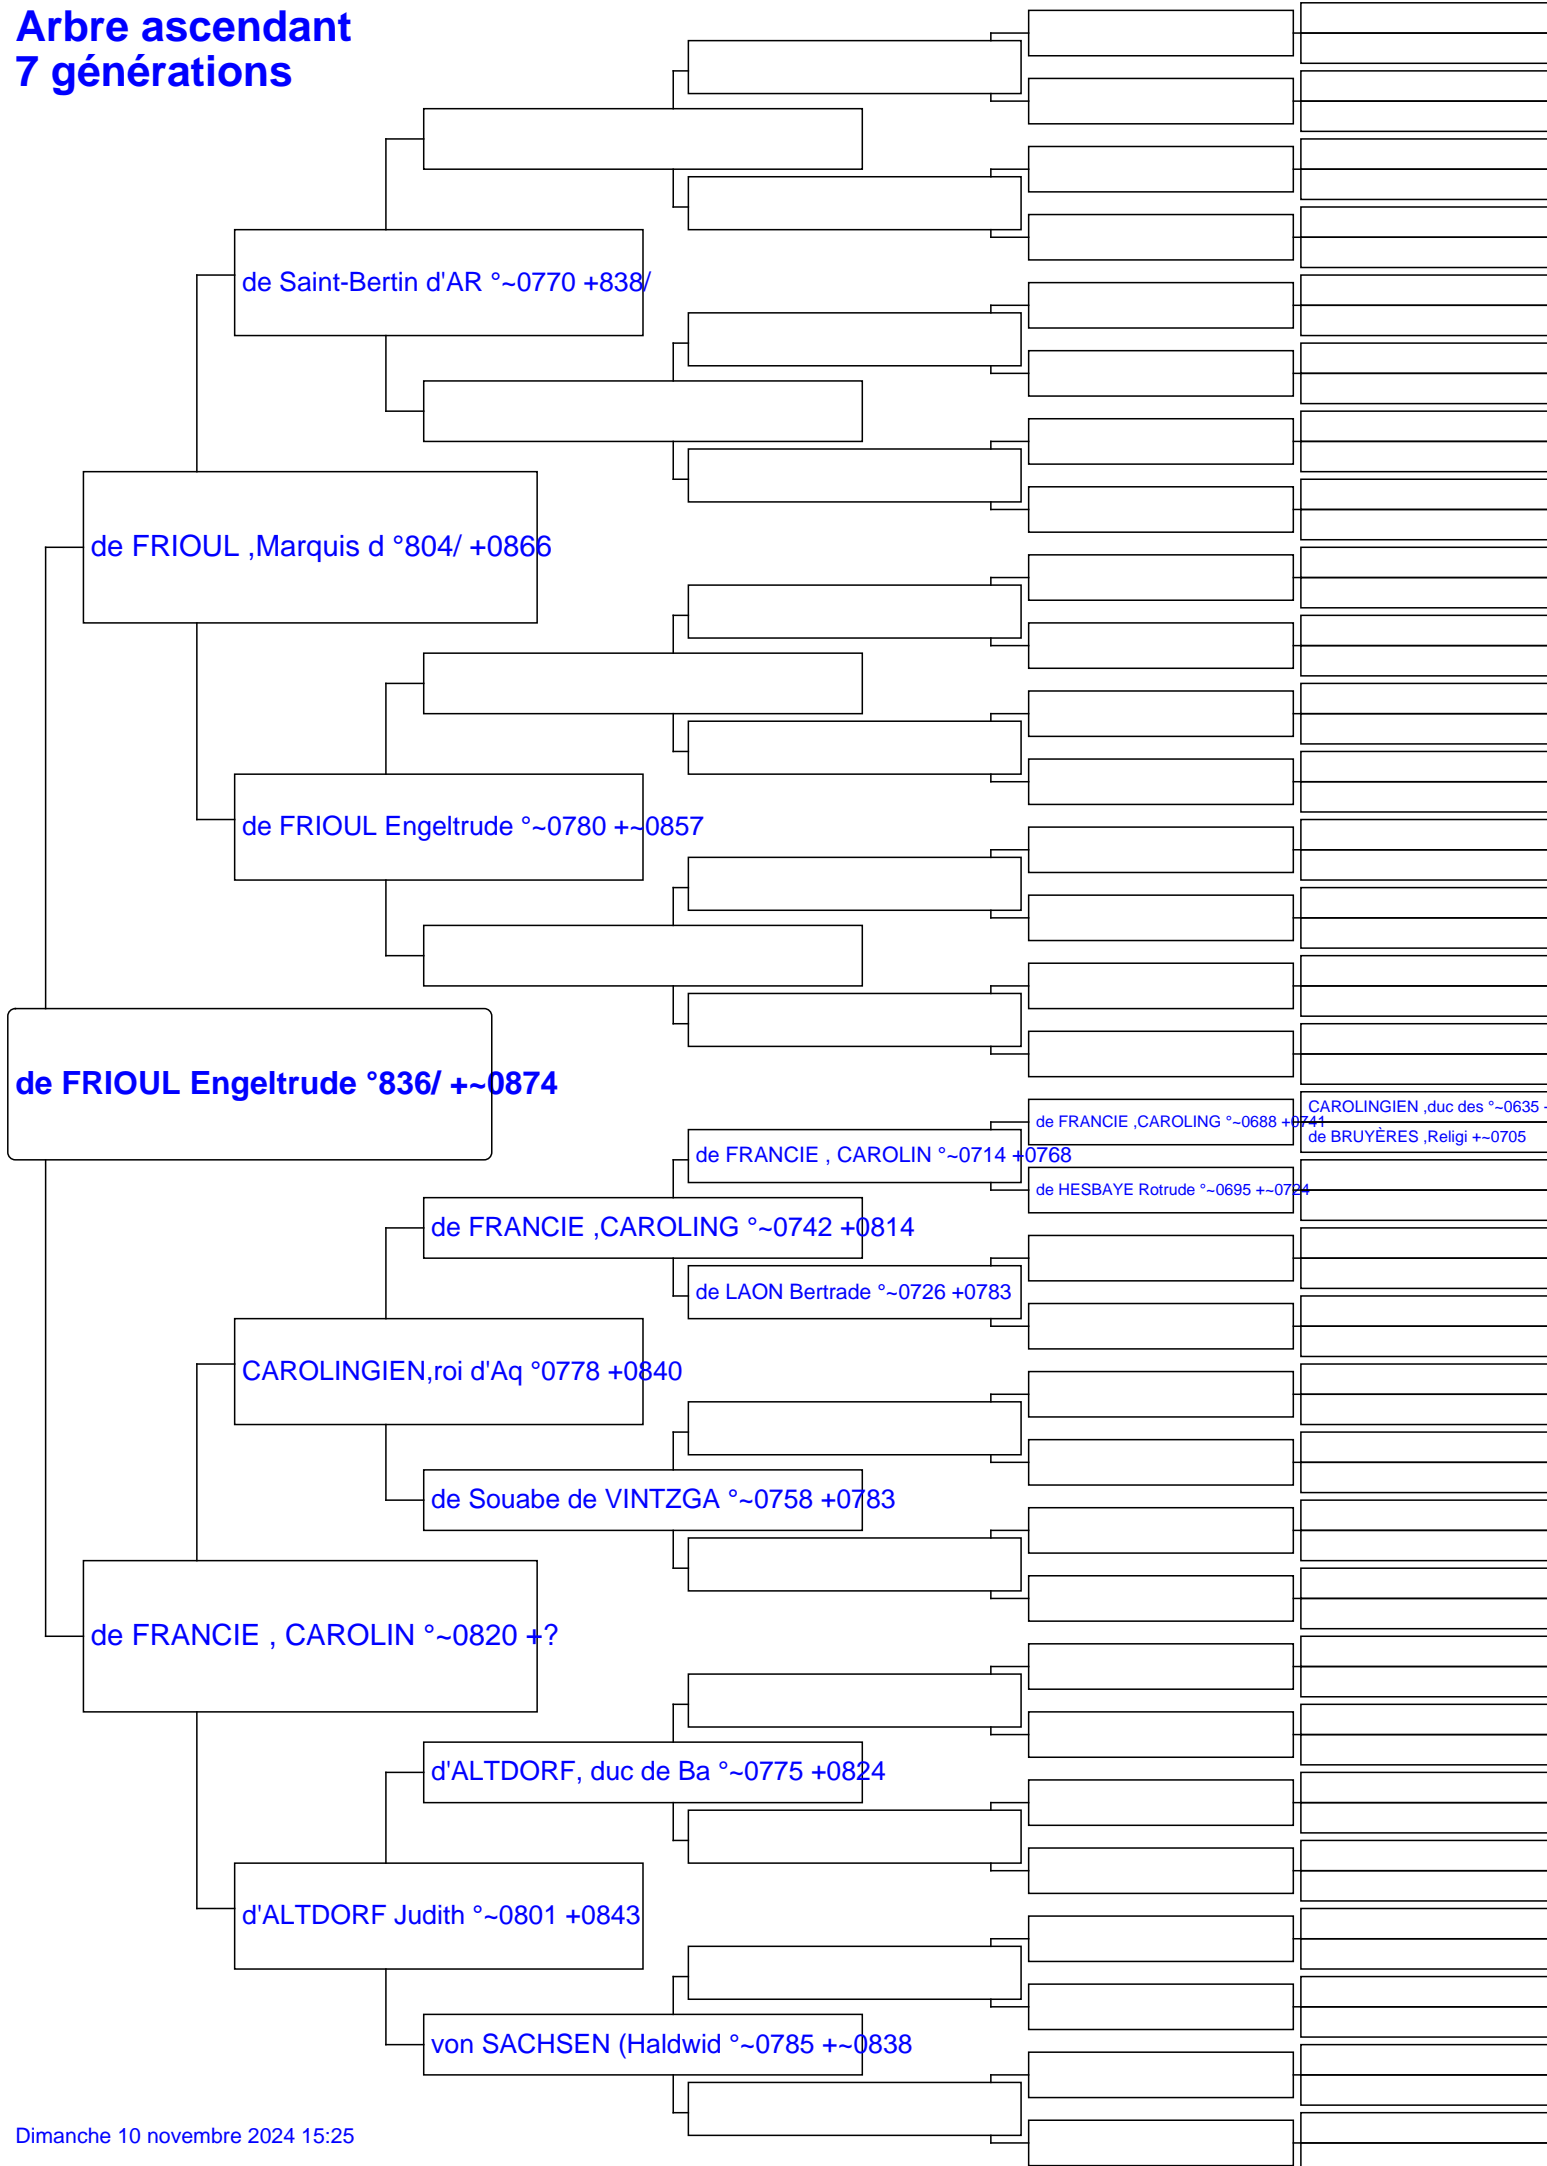 Arbre ascendant
7 générations
de Saint-Bertin d'AR °~0770 +838/
de FRIOUL ,Marquis d °804/ +0866
de FRIOUL Engeltrude °~0780 +~0857
de FRIOUL Engeltrude °836/ +~0874
CAROLINGIEN ,duc des °~0635 +
de FRANCIE ,CAROLING °~0688 +0741
de BRUYÈRES ,Religi +~0705
de FRANCIE , CAROLIN °~0714 +0768
de HESBAYE Rotrude °~0695 +~0724
de FRANCIE ,CAROLING °~0742 +0814
de LAON Bertrade °~0726 +0783
CAROLINGIEN,roi d'Aq °0778 +0840
de Souabe de VINTZGA °~0758 +0783
de FRANCIE , CAROLIN °~0820 +?
d'ALTDORF, duc de Ba °~0775 +0824
d'ALTDORF Judith °~0801 +0843
von SACHSEN (Haldwid °~0785 +~0838
Dimanche 10 novembre 2024 15:25